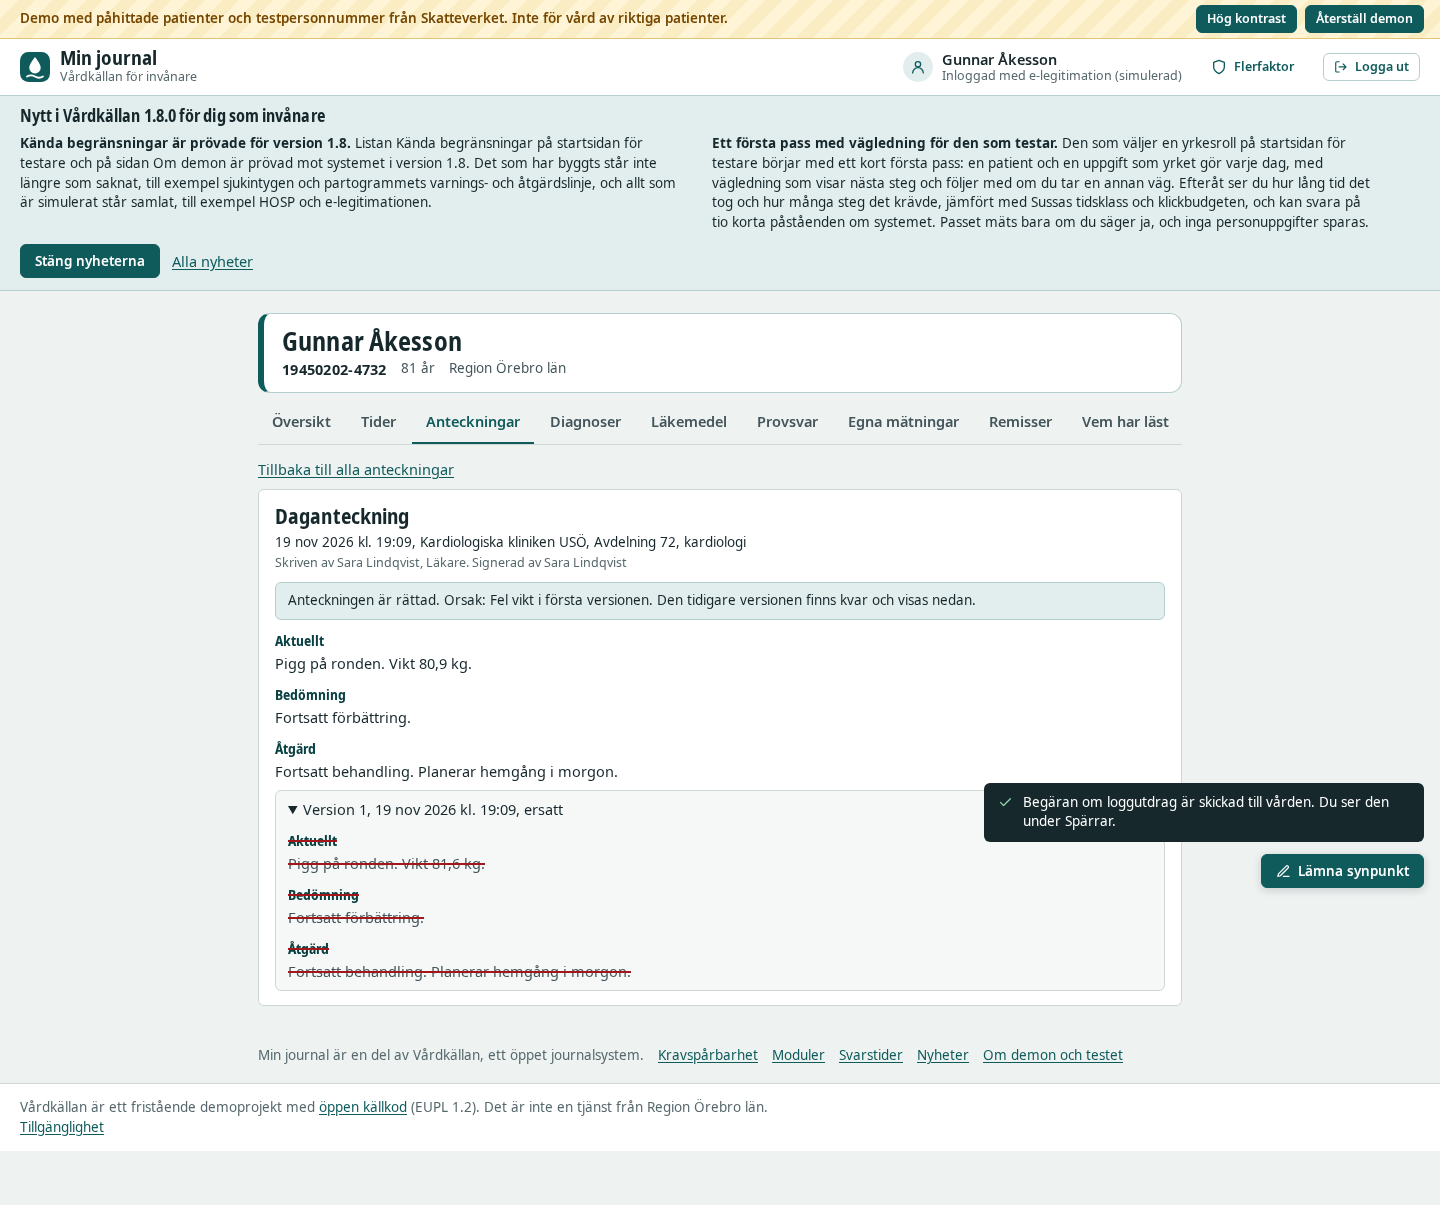 Demo med påhittade patienter och testpersonnummer från Skatteverket. Inte för vård av riktiga patienter.
Hög kontrast
Återställ demon
Min journal
Vårdkällan för invånare
Gunnar Åkesson
Inloggad med e-legitimation (simulerad)
Flerfaktor
Logga ut
Nytt i Vårdkällan 1.8.0 för dig som invånare
Kända begränsningar är prövade för version 1.8. Listan Kända begränsningar på startsidan för
testare och på sidan Om demon är prövad mot systemet i version 1.8. Det som har byggts står inte
längre som saknat, till exempel sjukintygen och partogrammets varnings- och åtgärdslinje, och allt som
är simulerat står samlat, till exempel HOSP och e-legitimationen.
Ett första pass med vägledning för den som testar. Den som väljer en yrkesroll på startsidan för
testare börjar med ett kort första pass: en patient och en uppgift som yrket gör varje dag, med
vägledning som visar nästa steg och följer med om du tar en annan väg. Efteråt ser du hur lång tid det
tog och hur många steg det krävde, jämfört med Sussas tidsklass och klickbudgeten, och kan svara på
tio korta påståenden om systemet. Passet mäts bara om du säger ja, och inga personuppgifter sparas.
Stäng nyheterna
Alla nyheter
Gunnar Åkesson
19450202-4732
81 år
Region Örebro län
Översikt
Tider
Anteckningar
Diagnoser
Läkemedel
Provsvar
Egna mätningar
Remisser
Vem har läst
Tillbaka till alla anteckningar
Daganteckning
19 nov 2026 kl. 19:09, Kardiologiska kliniken USÖ, Avdelning 72, kardiologi
Skriven av Sara Lindqvist, Läkare. Signerad av Sara Lindqvist
Anteckningen är rättad. Orsak: Fel vikt i första versionen. Den tidigare versionen finns kvar och visas nedan.
Aktuellt
Pigg på ronden. Vikt 80,9 kg.
Bedömning
Fortsatt förbättring.
Åtgärd
Fortsatt behandling. Planerar hemgång i morgon.
Version 1, 19 nov 2026 kl. 19:09, ersatt
Aktuellt
Pigg på ronden. Vikt 81,6 kg.
Bedömning
Fortsatt förbättring.
Åtgärd
Fortsatt behandling. Planerar hemgång i morgon.
Begäran om loggutdrag är skickad till vården. Du ser den
under Spärrar.
Lämna synpunkt
Min journal är en del av Vårdkällan, ett öppet journalsystem.
Kravspårbarhet
Moduler
Svarstider
Nyheter
Om demon och testet
Vårdkällan är ett fristående demoprojekt med öppen källkod (EUPL 1.2). Det är inte en tjänst från Region Örebro län.
Tillgänglighet